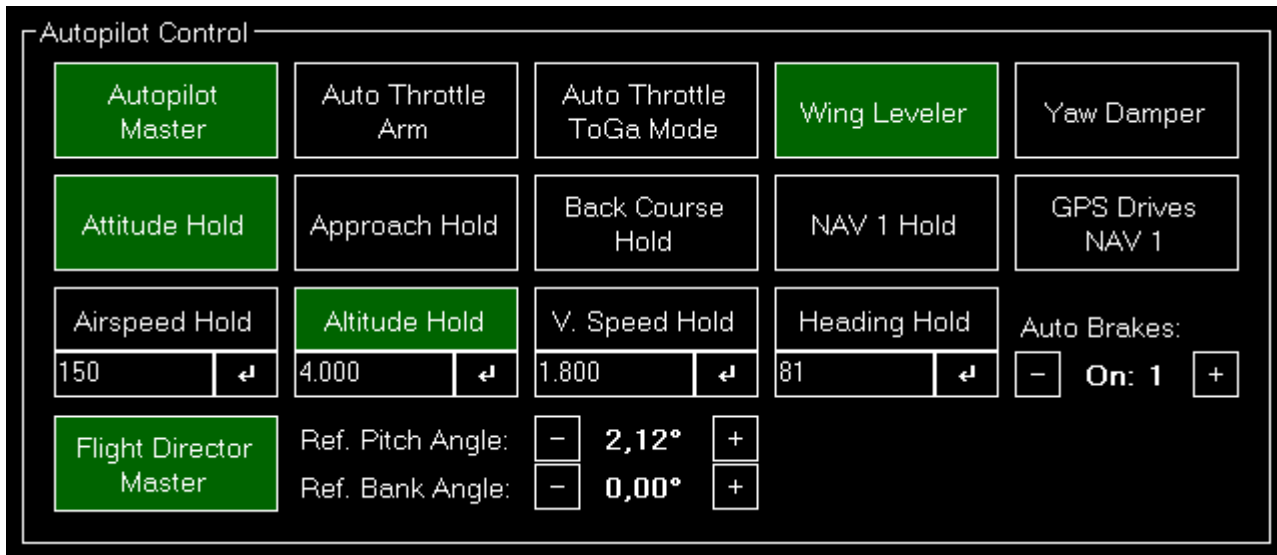 Autopilot Control
Autopilot
Master
Auto Throttle
Arm
Auto Throttle
ToGa Mode
Wing Leveler
Yaw Damper
Attitude Hold
Approach Hold
Back Course
Hold
NAV 1 Hold
GPS Drives
NAV 1
Airspeed Hold
150
Altitude Hold
4.000
V. Speed Hold
1.800
Heading Hold
81
Auto Brakes:
- On: 1 +
Flight Director
Master
Ref. Pitch Angle: - 2,12° +
Ref. Bank Angle: - 0,00° +